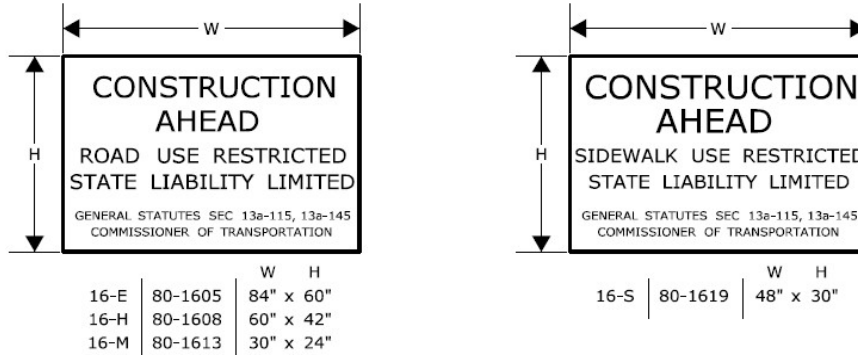 W
H
CONSTRUCTION
AHEAD
ROAD USE RESTRICTED
STATE LIABILITY LIMITED
GENERAL STATUTES SEC 13a-115, 13a-145
COMMISSIONER OF TRANSPORTATION
W H
16-E 80-1605 84" x 60"
16-H 80-1608 60" x 42"
16-M 80-1613 30" x 24"
W
H
CONSTRUCTION
AHEAD
SIDEWALK USE RESTRICTED
STATE LIABILITY LIMITED
GENERAL STATUTES SEC 13a-115, 13a-145
COMMISSIONER OF TRANSPORTATION
W H
16-S 80-1619 48" x 30"